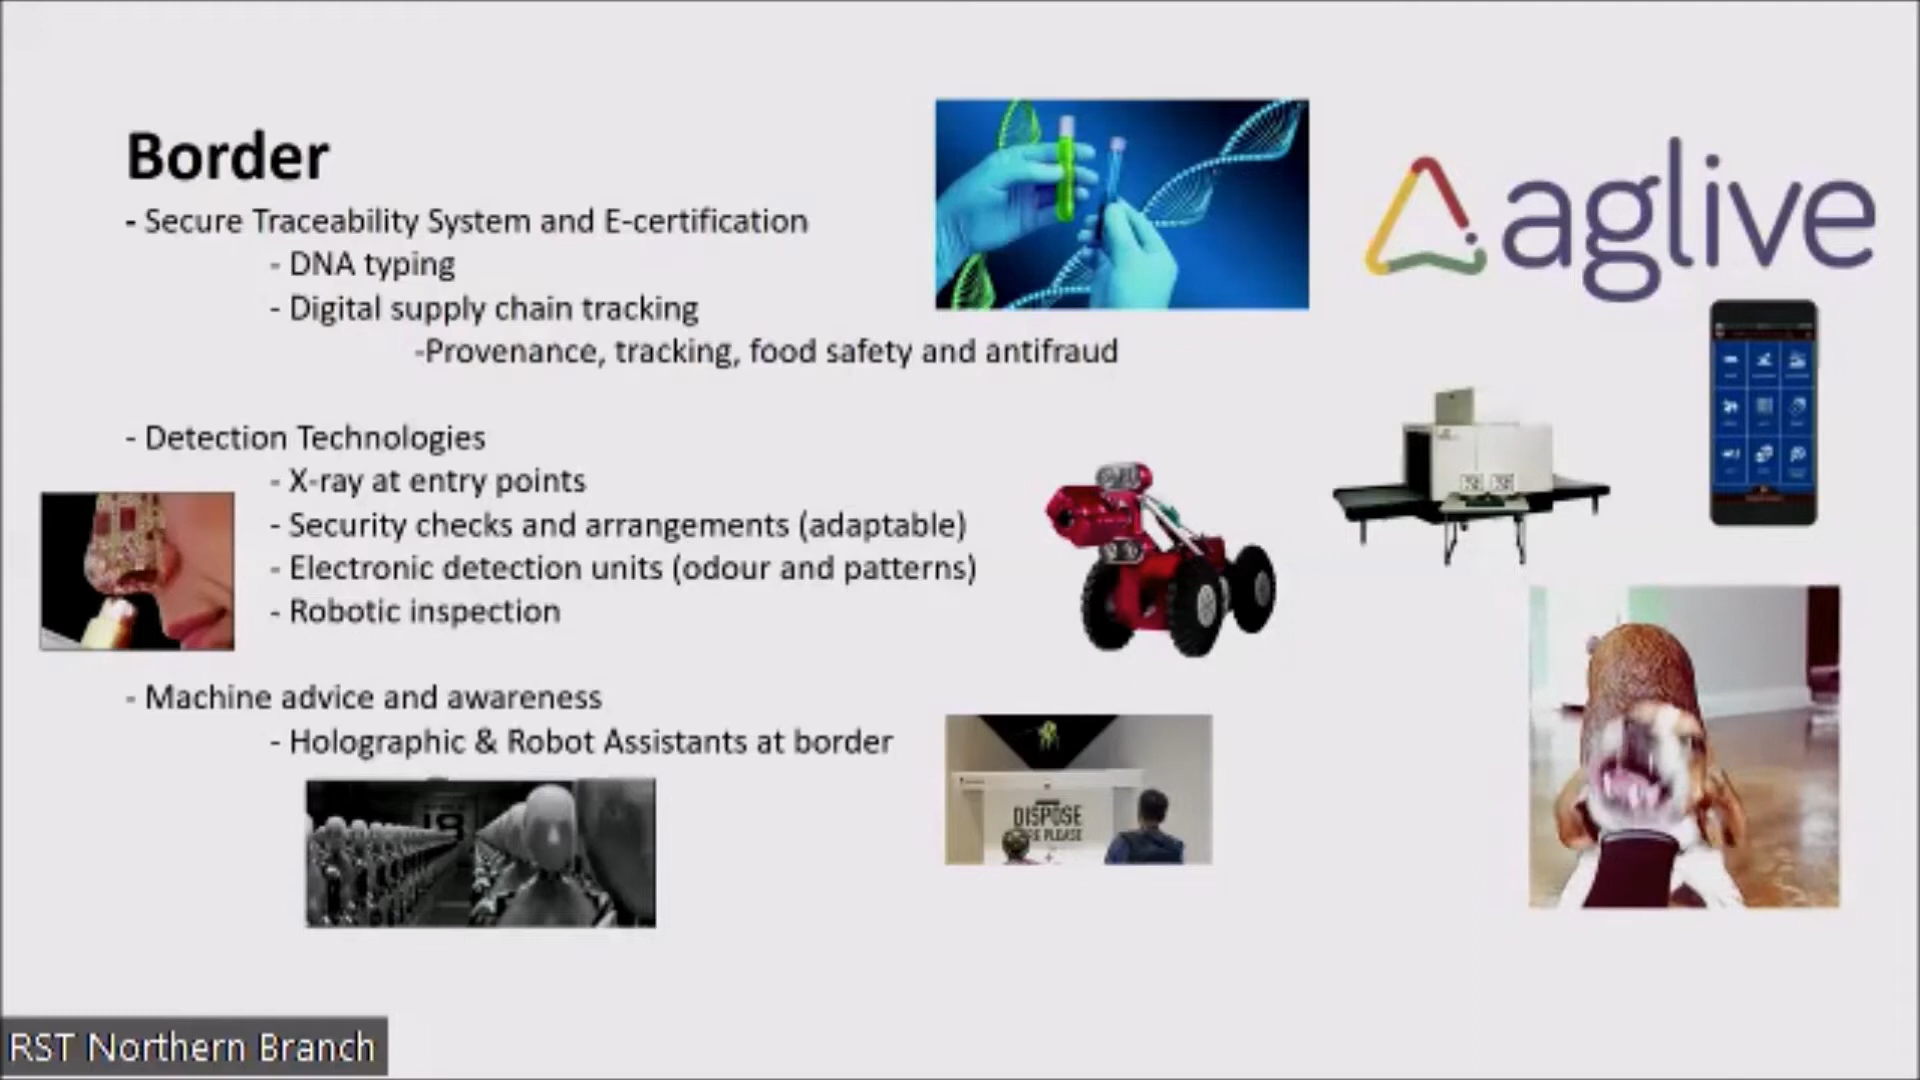 Border
- Secure Traceability System and E-certification
- DNA typing
- Digital supply chain tracking
-Provenance, tracking, food safety and antifraud
aglive
- Detection Technologies
- X-ray at entry points
- Security checks and arrangements (adaptable)
- Electronic detection units (odour and patterns)
- Robotic inspection
- Machine advice and awareness
- Holographic & Robot Assistants at border
DISPOSE
PLEASE
RST Northern Branch